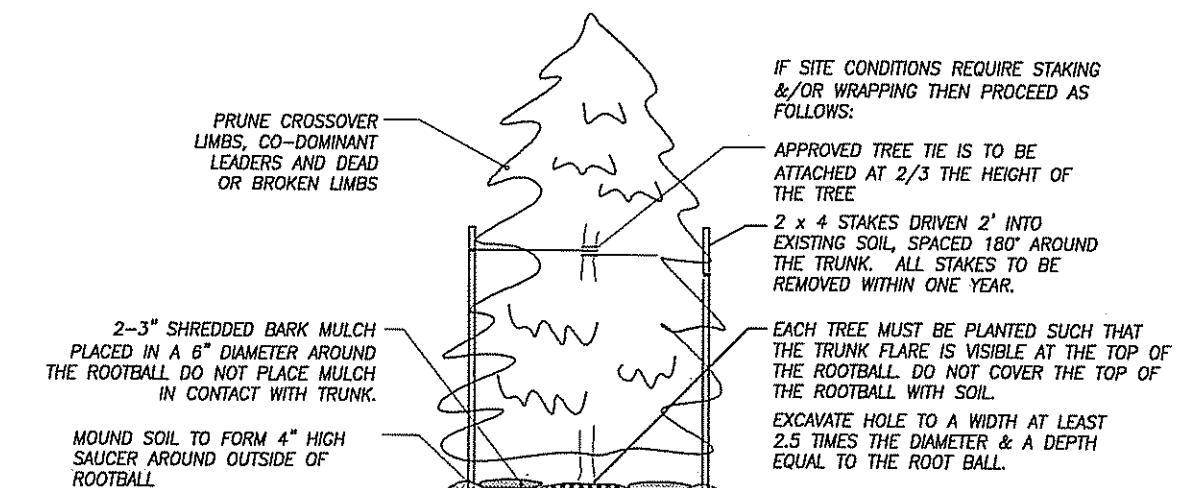 PRUNE CROSSOVER
LIMBS, CO-DOMINANT
LEADERS AND DEAD
OR BROKEN LIMBS
2-3" SHREDDED BARK MULCH
PLACED IN A 6" DIAMETER AROUND
THE ROOTBALL DO NOT PLACE MULCH
IN CONTACT WITH TRUNK.
MOUND SOIL TO FORM 4" HIGH
SAUCER AROUND OUTSIDE OF
ROOTBALL
IF SITE CONDITIONS REQUIRE STAKING
&/OR WRAPPING THEN PROCEED AS
FOLLOWS:
APPROVED TREE TIE IS TO BE
ATTACHED AT 2/3 THE HEIGHT OF
THE TREE
2 x 4 STAKES DRIVEN 2' INTO
EXISTING SOIL, SPACED 180° AROUND
THE TRUNK. ALL STAKES TO BE
REMOVED WITHIN ONE YEAR.
EACH TREE MUST BE PLANTED SUCH THAT
THE TRUNK FLARE IS VISIBLE AT THE TOP OF
THE ROOTBALL. DO NOT COVER THE TOP OF
THE ROOTBALL WITH SOIL.
EXCAVATE HOLE TO A WIDTH AT LEAST
2.5 TIMES THE DIAMETER & A DEPTH
EQUAL TO THE ROOT BALL.